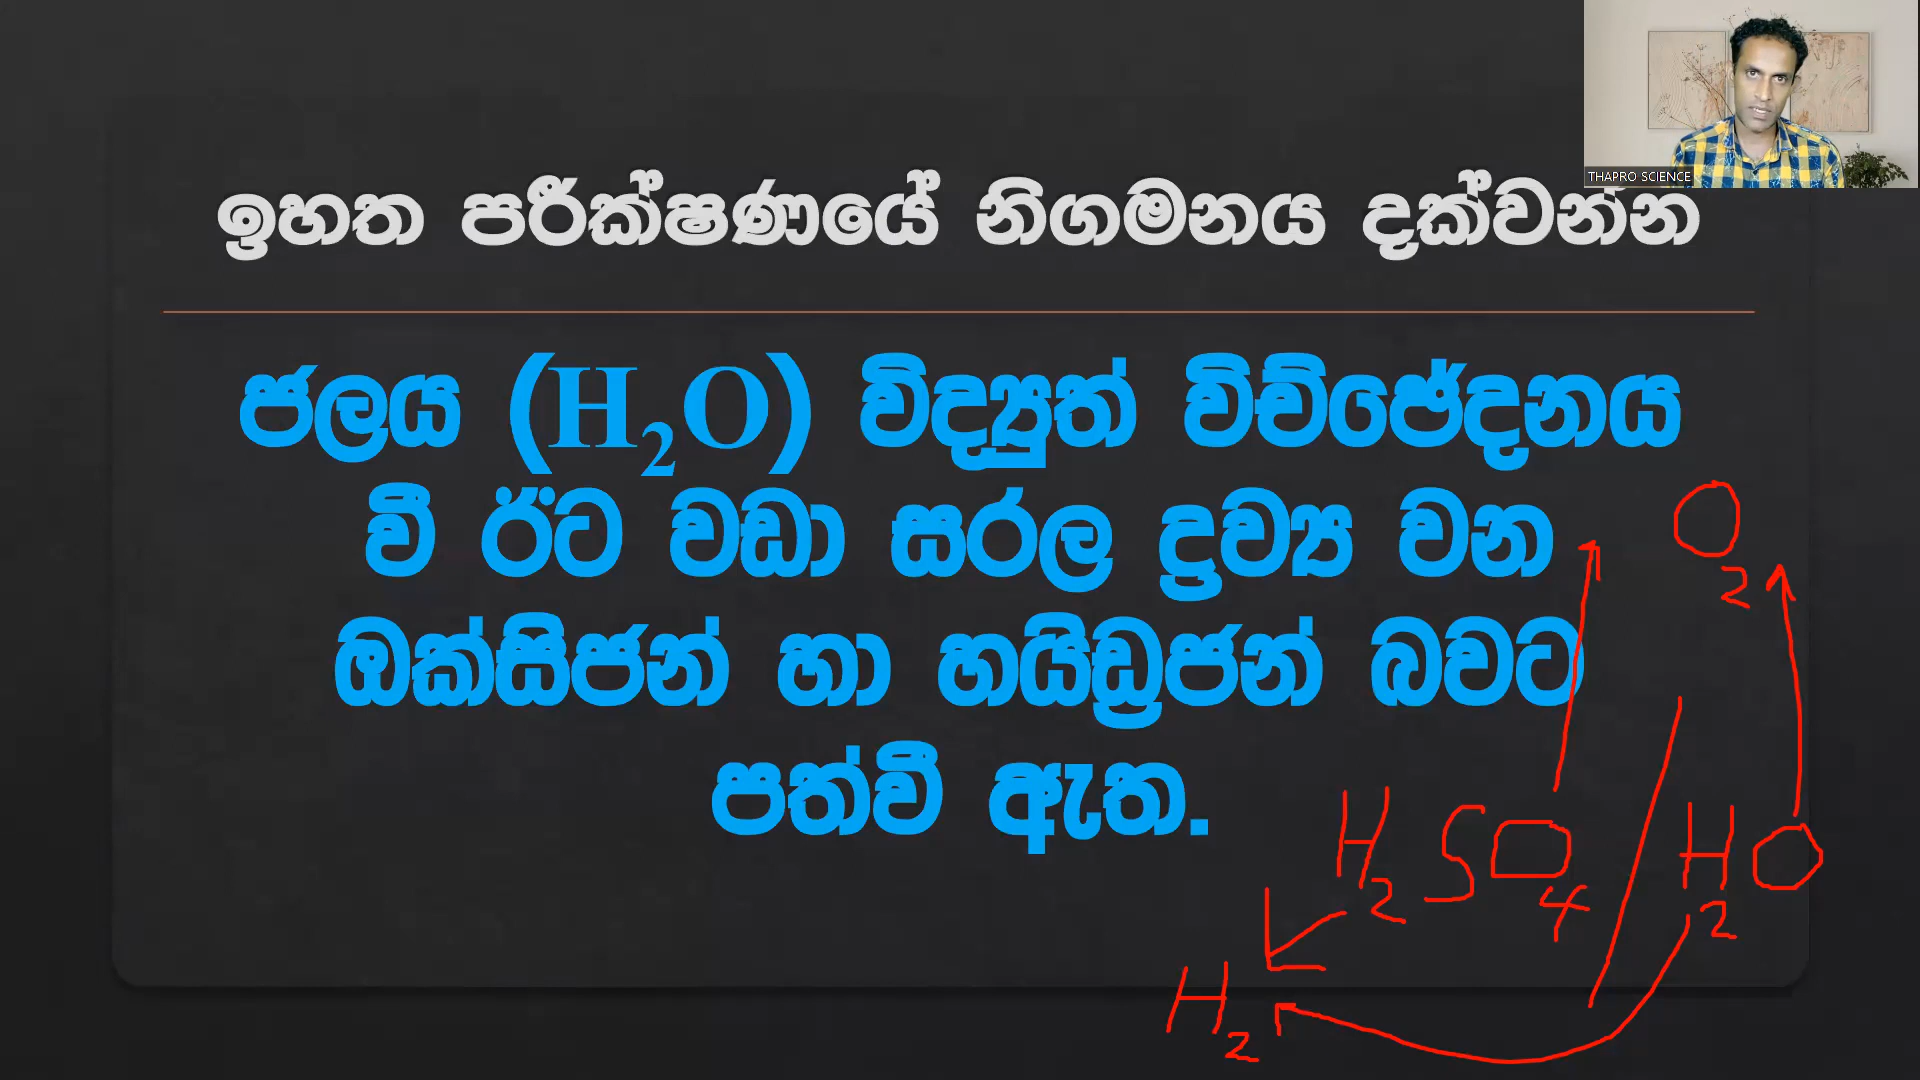 THAPRO SCIENCE
ඉහත පරීක්ෂණයේ නිගමනය දක්වන්න
ජලය (H₂O) විද්‍යුත් විච්ඡේදනය
වී ඊට වඩා සරල ද්‍රව්‍ය වන
ඔක්සිජන් හා හයිඩ්‍රජන් බවට
පත්වී ඇත.
O₂
H₂SO₄ / H₂O
H₂